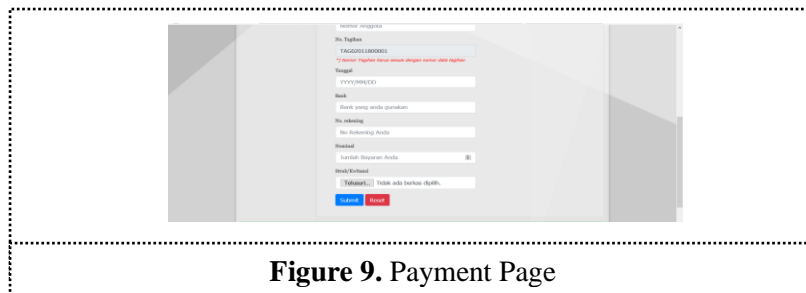 Nomor Anggota
No. Tagihan
TAG02011800001
*) Nomor Tagihan harus sesuai dengan nomor data tagihan
Tanggal
YYYY/MM/DD
Bank
Bank yang anda gunakan
No. rekening
No Rekening Anda
Nominal
Jumlah Bayaran Anda
Struk/Kwitansi
Telusuri... Tidak ada berkas dipilih.
Submit Reset
Figure 9. Payment Page